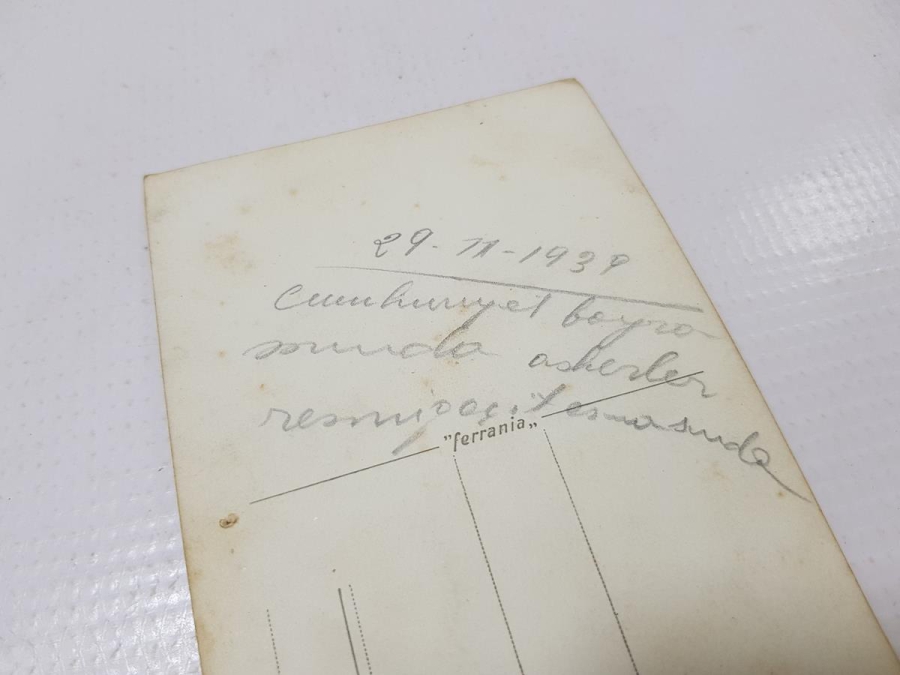 29-11-1939
Cumhuriyet bayra
mında askerler
resmigeçit esnasında
"ferrania"